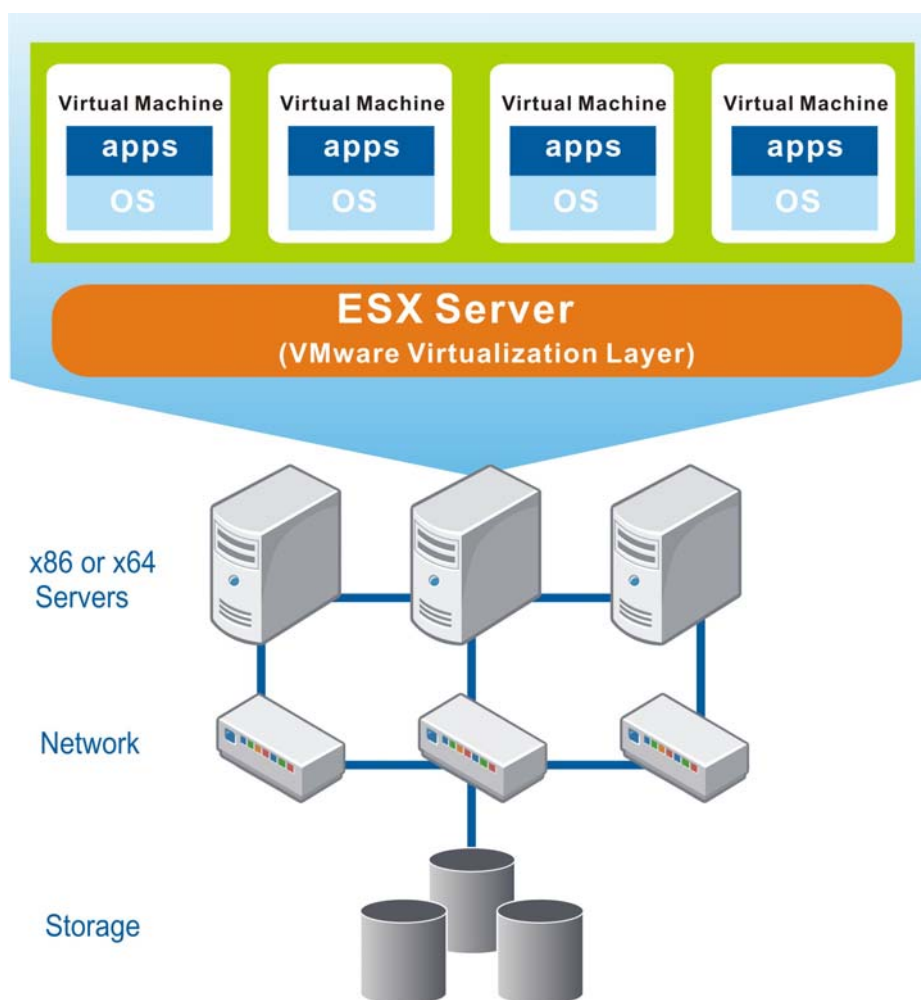 Virtual Machine
apps
OS
Virtual Machine
apps
OS
Virtual Machine
apps
OS
Virtual Machine
apps
OS
ESX Server
(VMware Virtualization Layer)
x86 or x64
Servers
Network
Storage